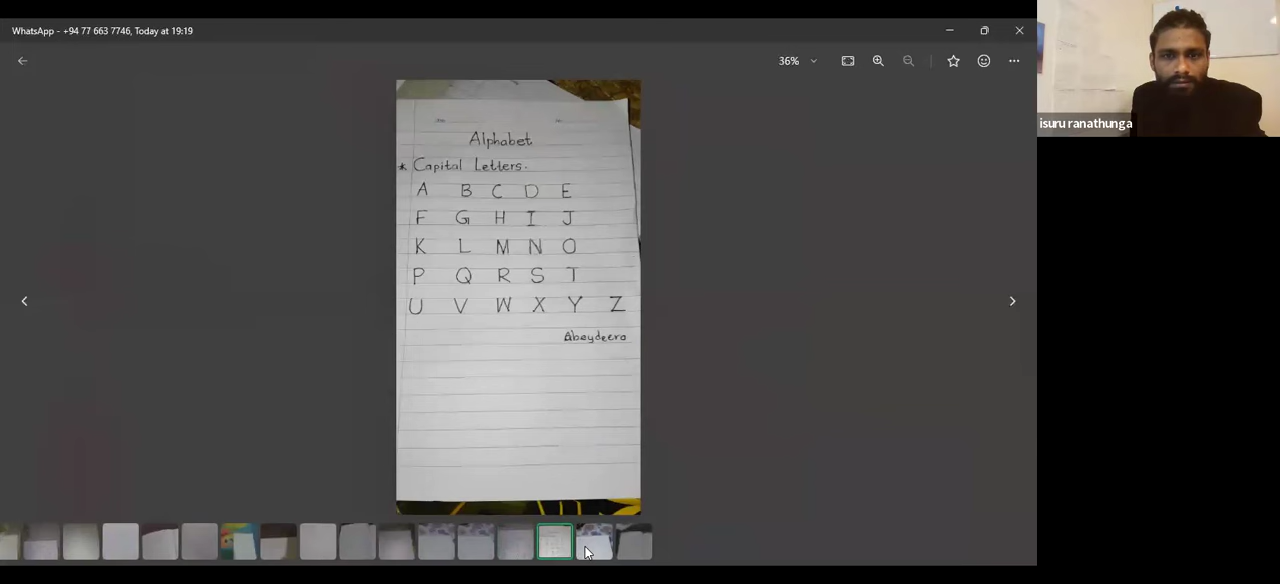 WhatsApp - +94 77 663 7746, Today at 19:19
36%
isuru ranathunga
Alphabet
* Capital Letters.
A B C D E
F G H I J
K L M N O
P Q R S T
U V W X Y Z
Abeydeera